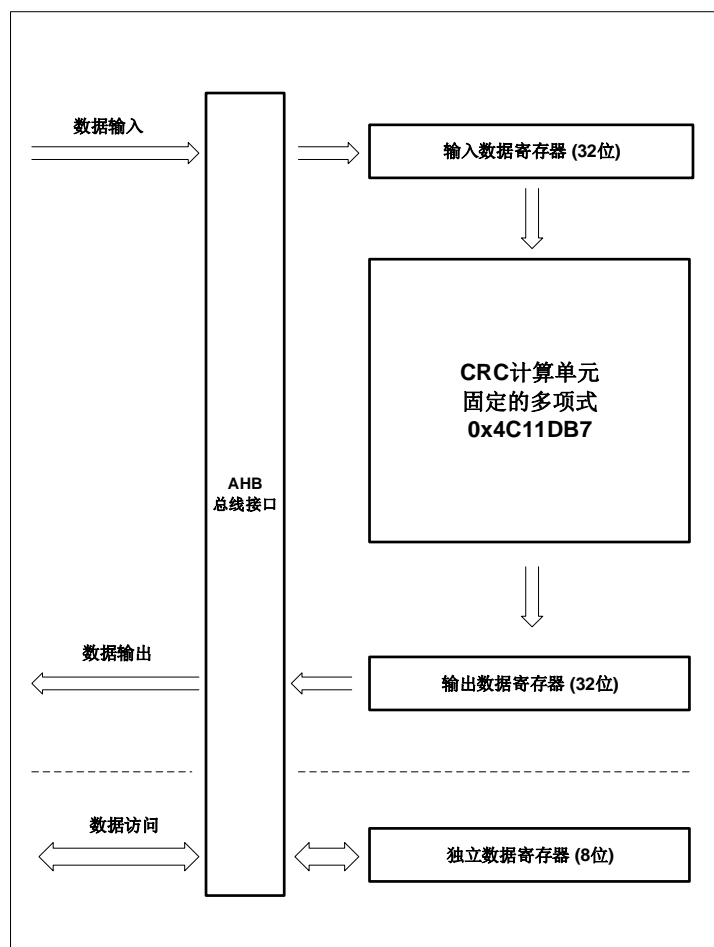 数据输入
输入数据寄存器 (32位)
CRC计算单元
固定的多项式
0x4C11DB7
AHB
总线接口
数据输出
输出数据寄存器 (32位)
数据访问
独立数据寄存器 (8位)